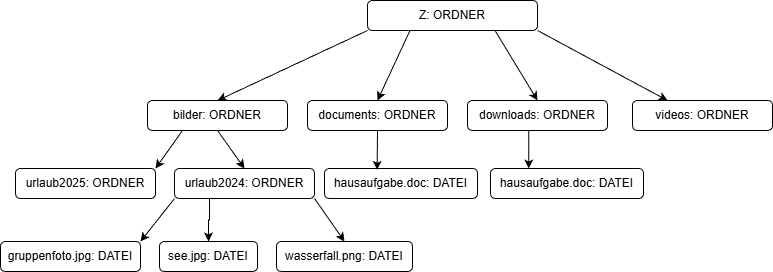 Z: ORDNER
bilder: ORDNER
documents: ORDNER
downloads: ORDNER
videos: ORDNER
urlaub2025: ORDNER
urlaub2024: ORDNER
hausaufgabe.doc: DATEI
hausaufgabe.doc: DATEI
gruppenfoto.jpg: DATEI
see.jpg: DATEI
wasserfall.png: DATEI